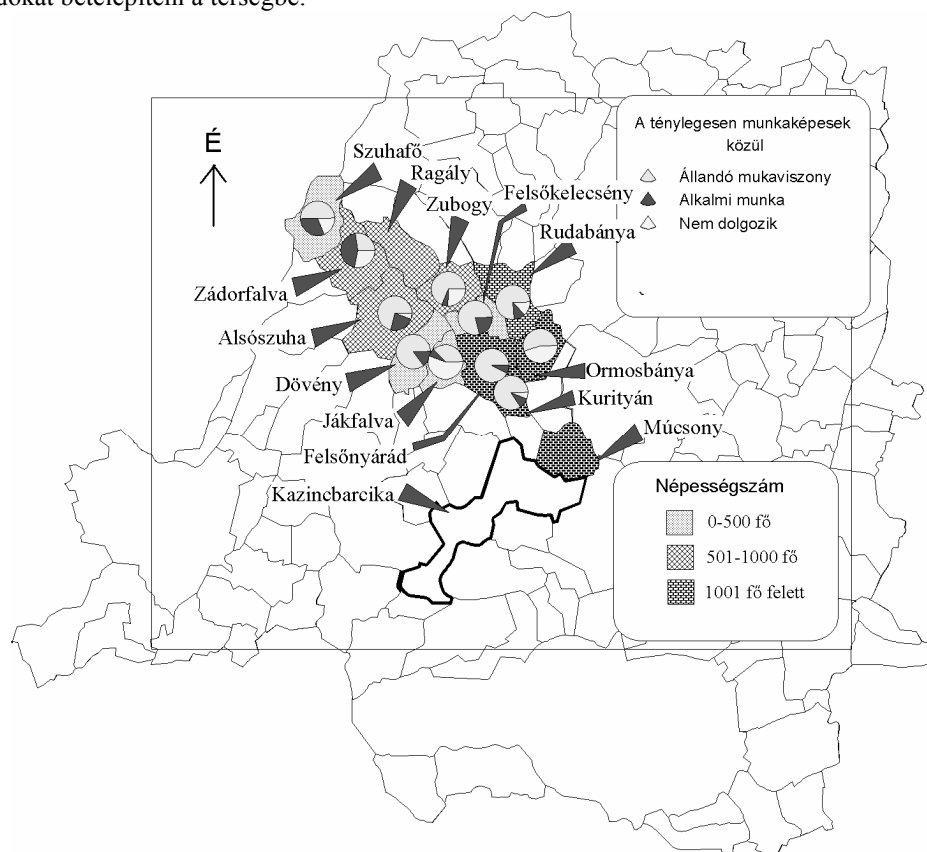 betelepíteni a térségbe.
É
Szuhafő
Ragály
Zubogy
Felsőkelecsény
Rudabánya
Zádorfalva
Alsószuha
Dövény
Jákfalva
Felsőnyárád
Kazincbarcika
Ormosbánya
Kurityán
Múcsony
A ténylegesen munkaképesek
közül
Állandó mukaviszony
Alkalmi munka
Nem dolgozik
Népességszám
0-500 fő
501-1000 fő
1001 fő felett